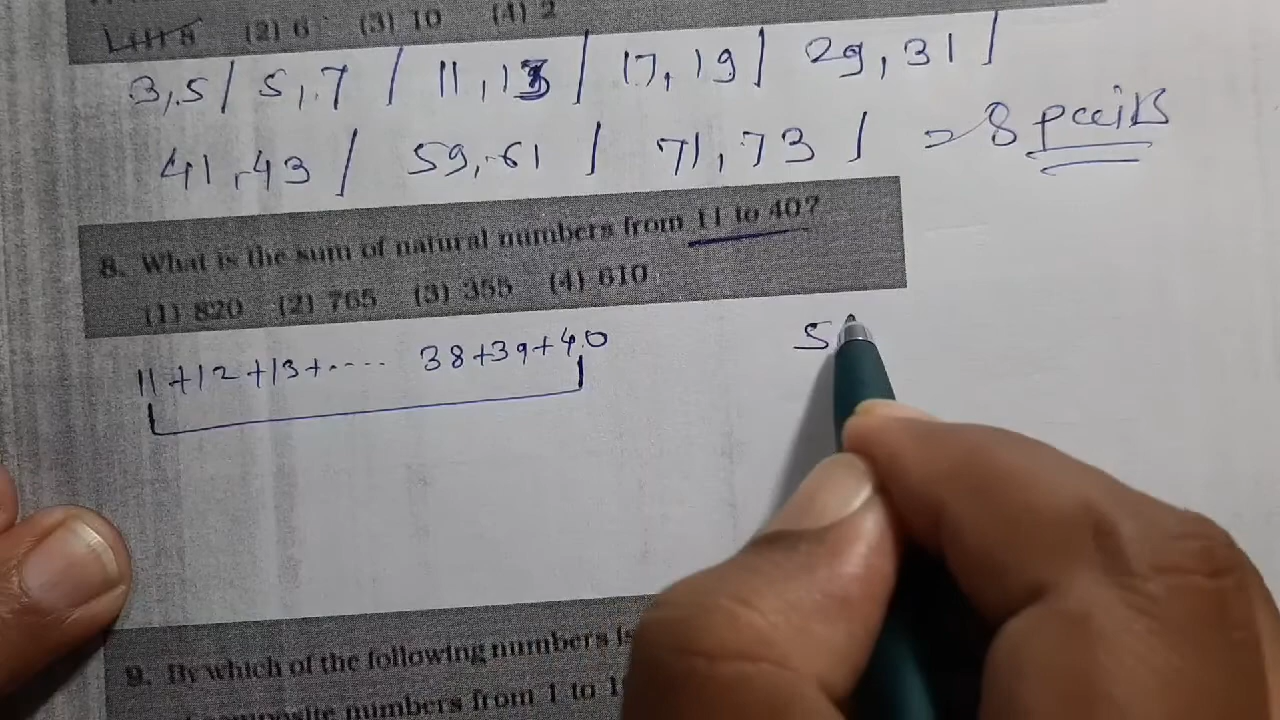 (1) 8 (2) 6 (3) 10 (4) 2
3,5 / 5,7 / 11,13 / 17,19 / 29,31 /
41,43 / 59,61 / 71,73 / = 8 pairs
8. What is the sum of natural numbers from 11 to 40?
(1) 820 (2) 765 (3) 355 (4) 610
11+12+13+.... 38+39+40
S
9. By which of the following numbers is
composite numbers from 1 to 1